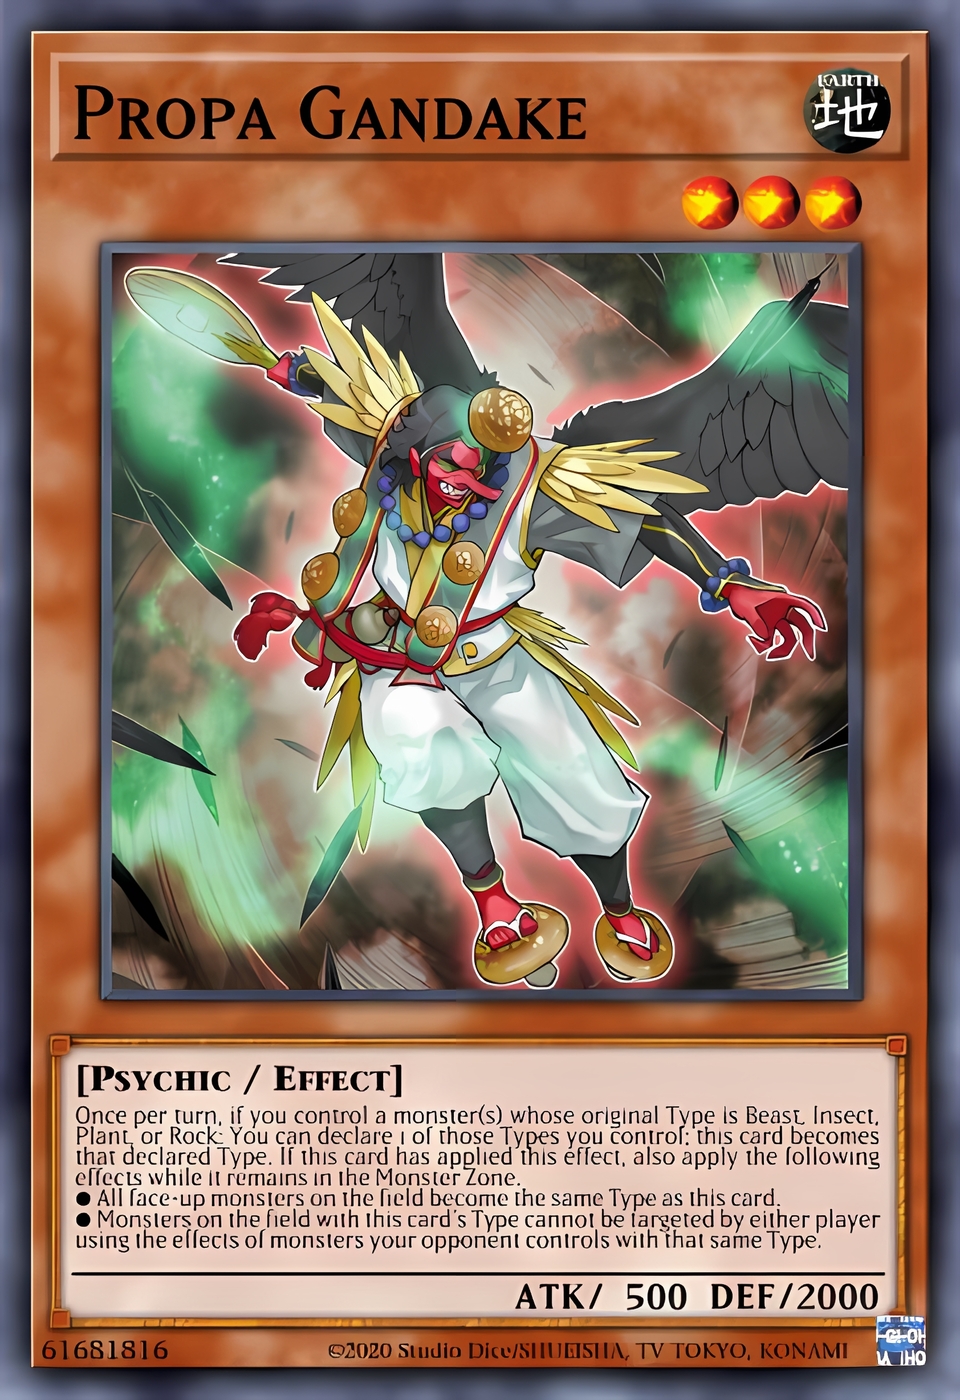 PROPA GANDAKE
EARTH
地
[PSYCHIC / EFFECT]
Once per turn, if you control a monster(s) whose original Type is Beast, Insect,
Plant, or Rock: You can declare 1 of those Types you control; this card becomes
that declared Type. If this card has applied this effect, also apply the following
effects while it remains in the Monster Zone.
● All face-up monsters on the field become the same Type as this card.
● Monsters on the field with this card's Type cannot be targeted by either player
using the effects of monsters your opponent controls with that same Type.
ATK/ 500 DEF/2000
61681816
©2020 Studio Dice/SHUEISHA, TV TOKYO, KONAMI